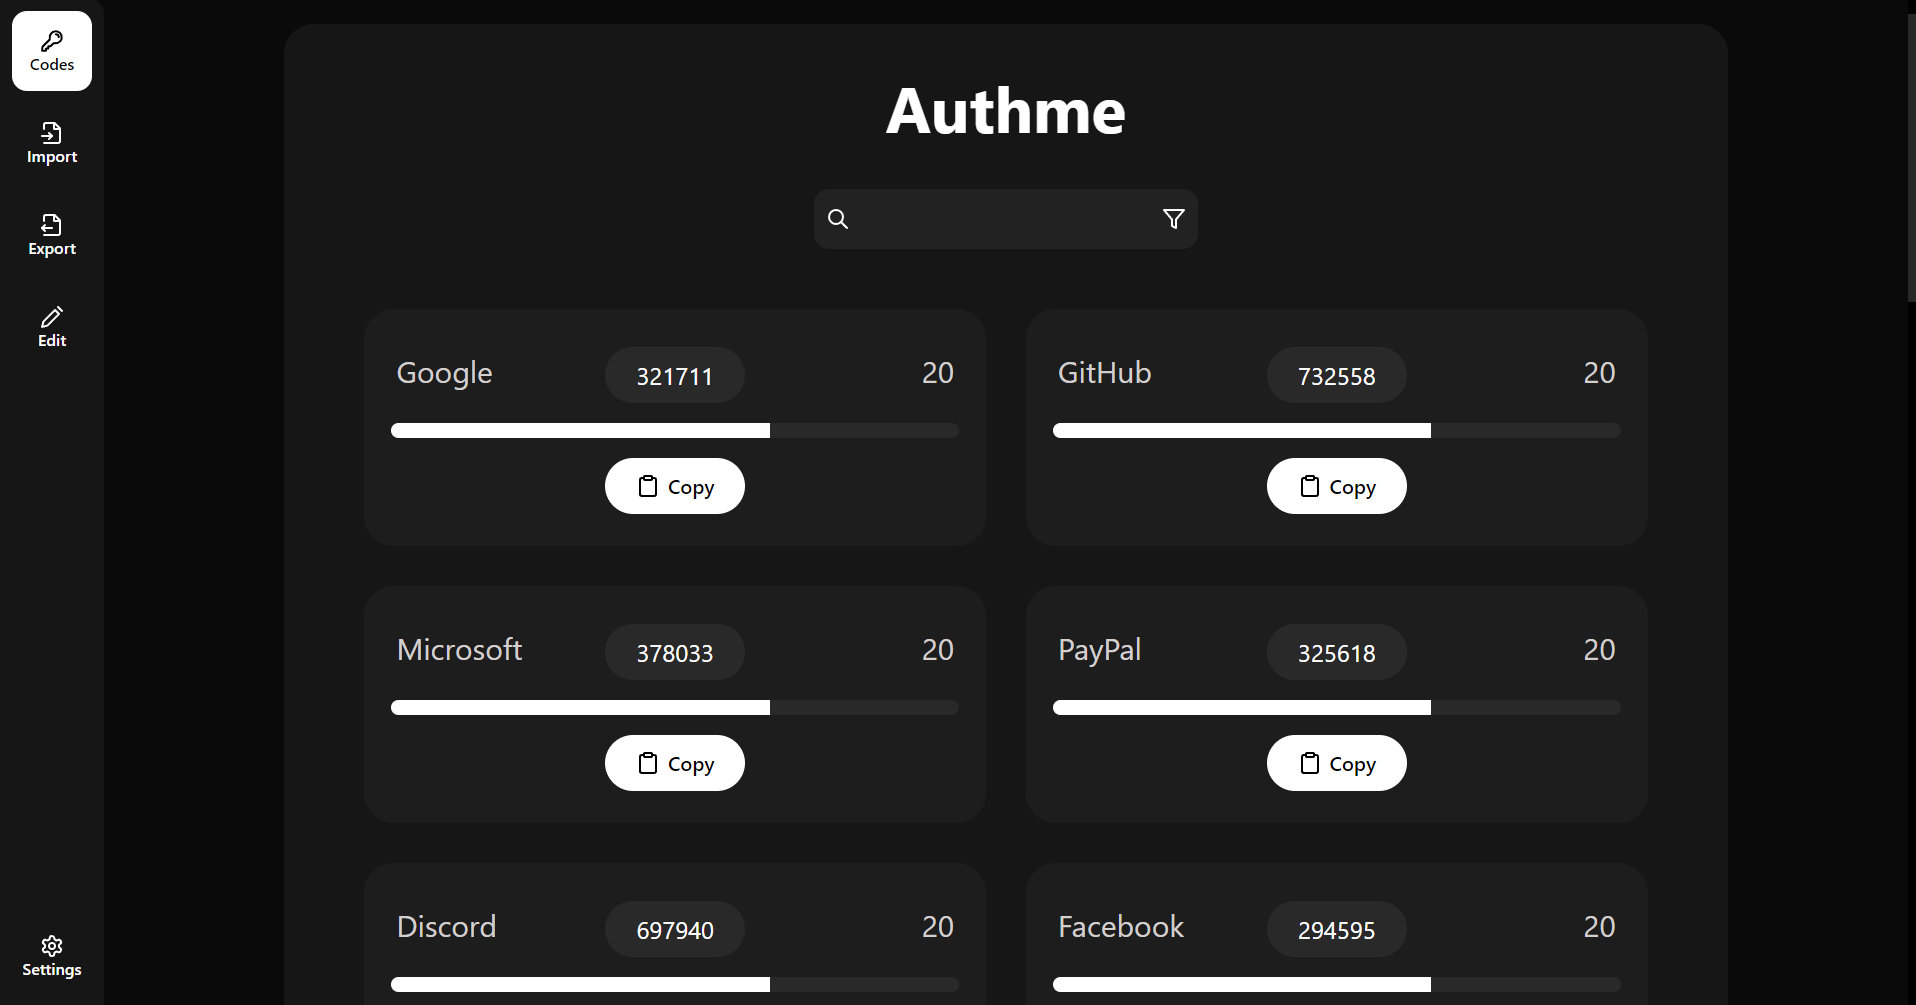 Codes
Import
Export
Edit
Settings
Authme
Google 321711 20
Copy
GitHub 732558 20
Copy
Microsoft 378033 20
Copy
PayPal 325618 20
Copy
Discord 697940 20
Facebook 294595 20